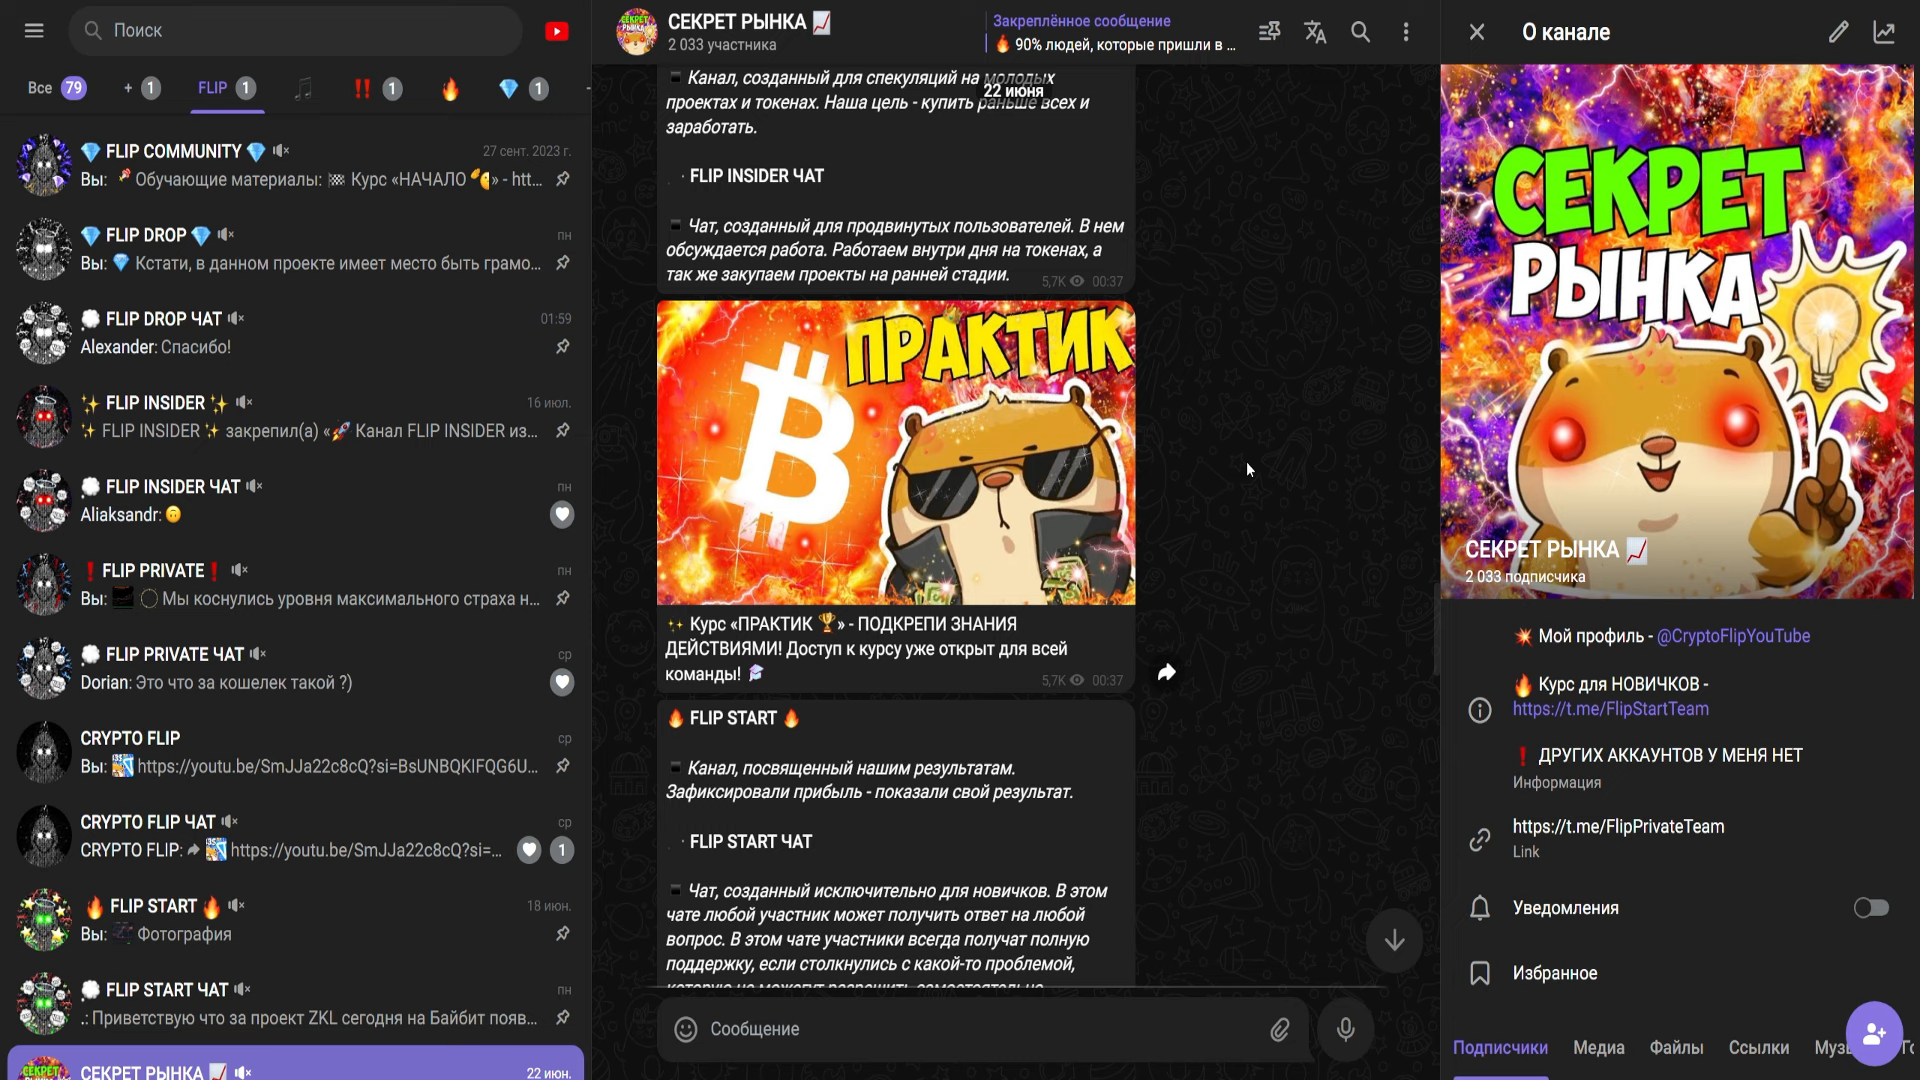 Поиск
Все 79
+ 1
FLIP 1
1
1
FLIP COMMUNITY
27 сент. 2023 г.
Вы: Обучающие материалы: Курс «НАЧАЛО » - htt...
FLIP DROP
пн
Вы: Кстати, в данном проекте имеет место быть грамо...
FLIP DROP ЧАТ
01:59
Alexander: Спасибо!
FLIP INSIDER
16 июл.
FLIP INSIDER закрепил(а) « Канал FLIP INSIDER из...
FLIP INSIDER ЧАТ
пн
Aliaksandr:
FLIP PRIVATE
пн
Вы: Мы коснулись уровня максимального страха н...
FLIP PRIVATE ЧАТ
ср
Dorian: Это что за кошелек такой ?)
CRYPTO FLIP
ср
Вы: https://youtu.be/SmJJa22c8cQ?si=BsUNBQKIFQG6U...
CRYPTO FLIP ЧАТ
ср
CRYPTO FLIP: https://youtu.be/SmJJa22c8cQ?si=...
1
FLIP START
18 июн.
Вы: Фотография
FLIP START ЧАТ
пн
.: Приветствую что за проект ZKL сегодня на Байбит появ...
СЕКРЕТ РЫНКА
22 июн.
СЕКРЕТ РЫНКА
2 033 участника
Закреплённое сообщение
90% людей, которые пришли в ...
22 июня
Канал, созданный для спекуляций на молодых
проектах и токенах. Наша цель - купить раньше всех и
заработать.
FLIP INSIDER ЧАТ
Чат, созданный для продвинутых пользователей. В нем
обсуждается работа. Работаем внутри дня на токенах, а
так же закупаем проекты на ранней стадии.
5,7K 00:37
ПРАКТИК
Курс «ПРАКТИК » - ПОДКРЕПИ ЗНАНИЯ
ДЕЙСТВИЯМИ! Доступ к курсу уже открыт для всей
команды!
5,7K 00:37
FLIP START
Канал, посвященный нашим результатам.
Зафиксировали прибыль - показали свой результат.
FLIP START ЧАТ
Чат, созданный исключительно для новичков. В этом
чате любой участник может получить ответ на любой
вопрос. В этом чате участники всегда получат полную
поддержку, если столкнулись с какой-то проблемой,
которую не можегут разрешить самостоятельно
Сообщение
О канале
СЕКРЕТ
РЫНКА
СЕКРЕТ РЫНКА
2 033 подписчика
Мой профиль - @CryptoFlipYouTube
Курс для НОВИЧКОВ -
https://t.me/FlipStartTeam
ДРУГИХ АККАУНТОВ У МЕНЯ НЕТ
Информация
https://t.me/FlipPrivateTeam
Link
Уведомления
Избранное
Подписчики Медиа Файлы Ссылки